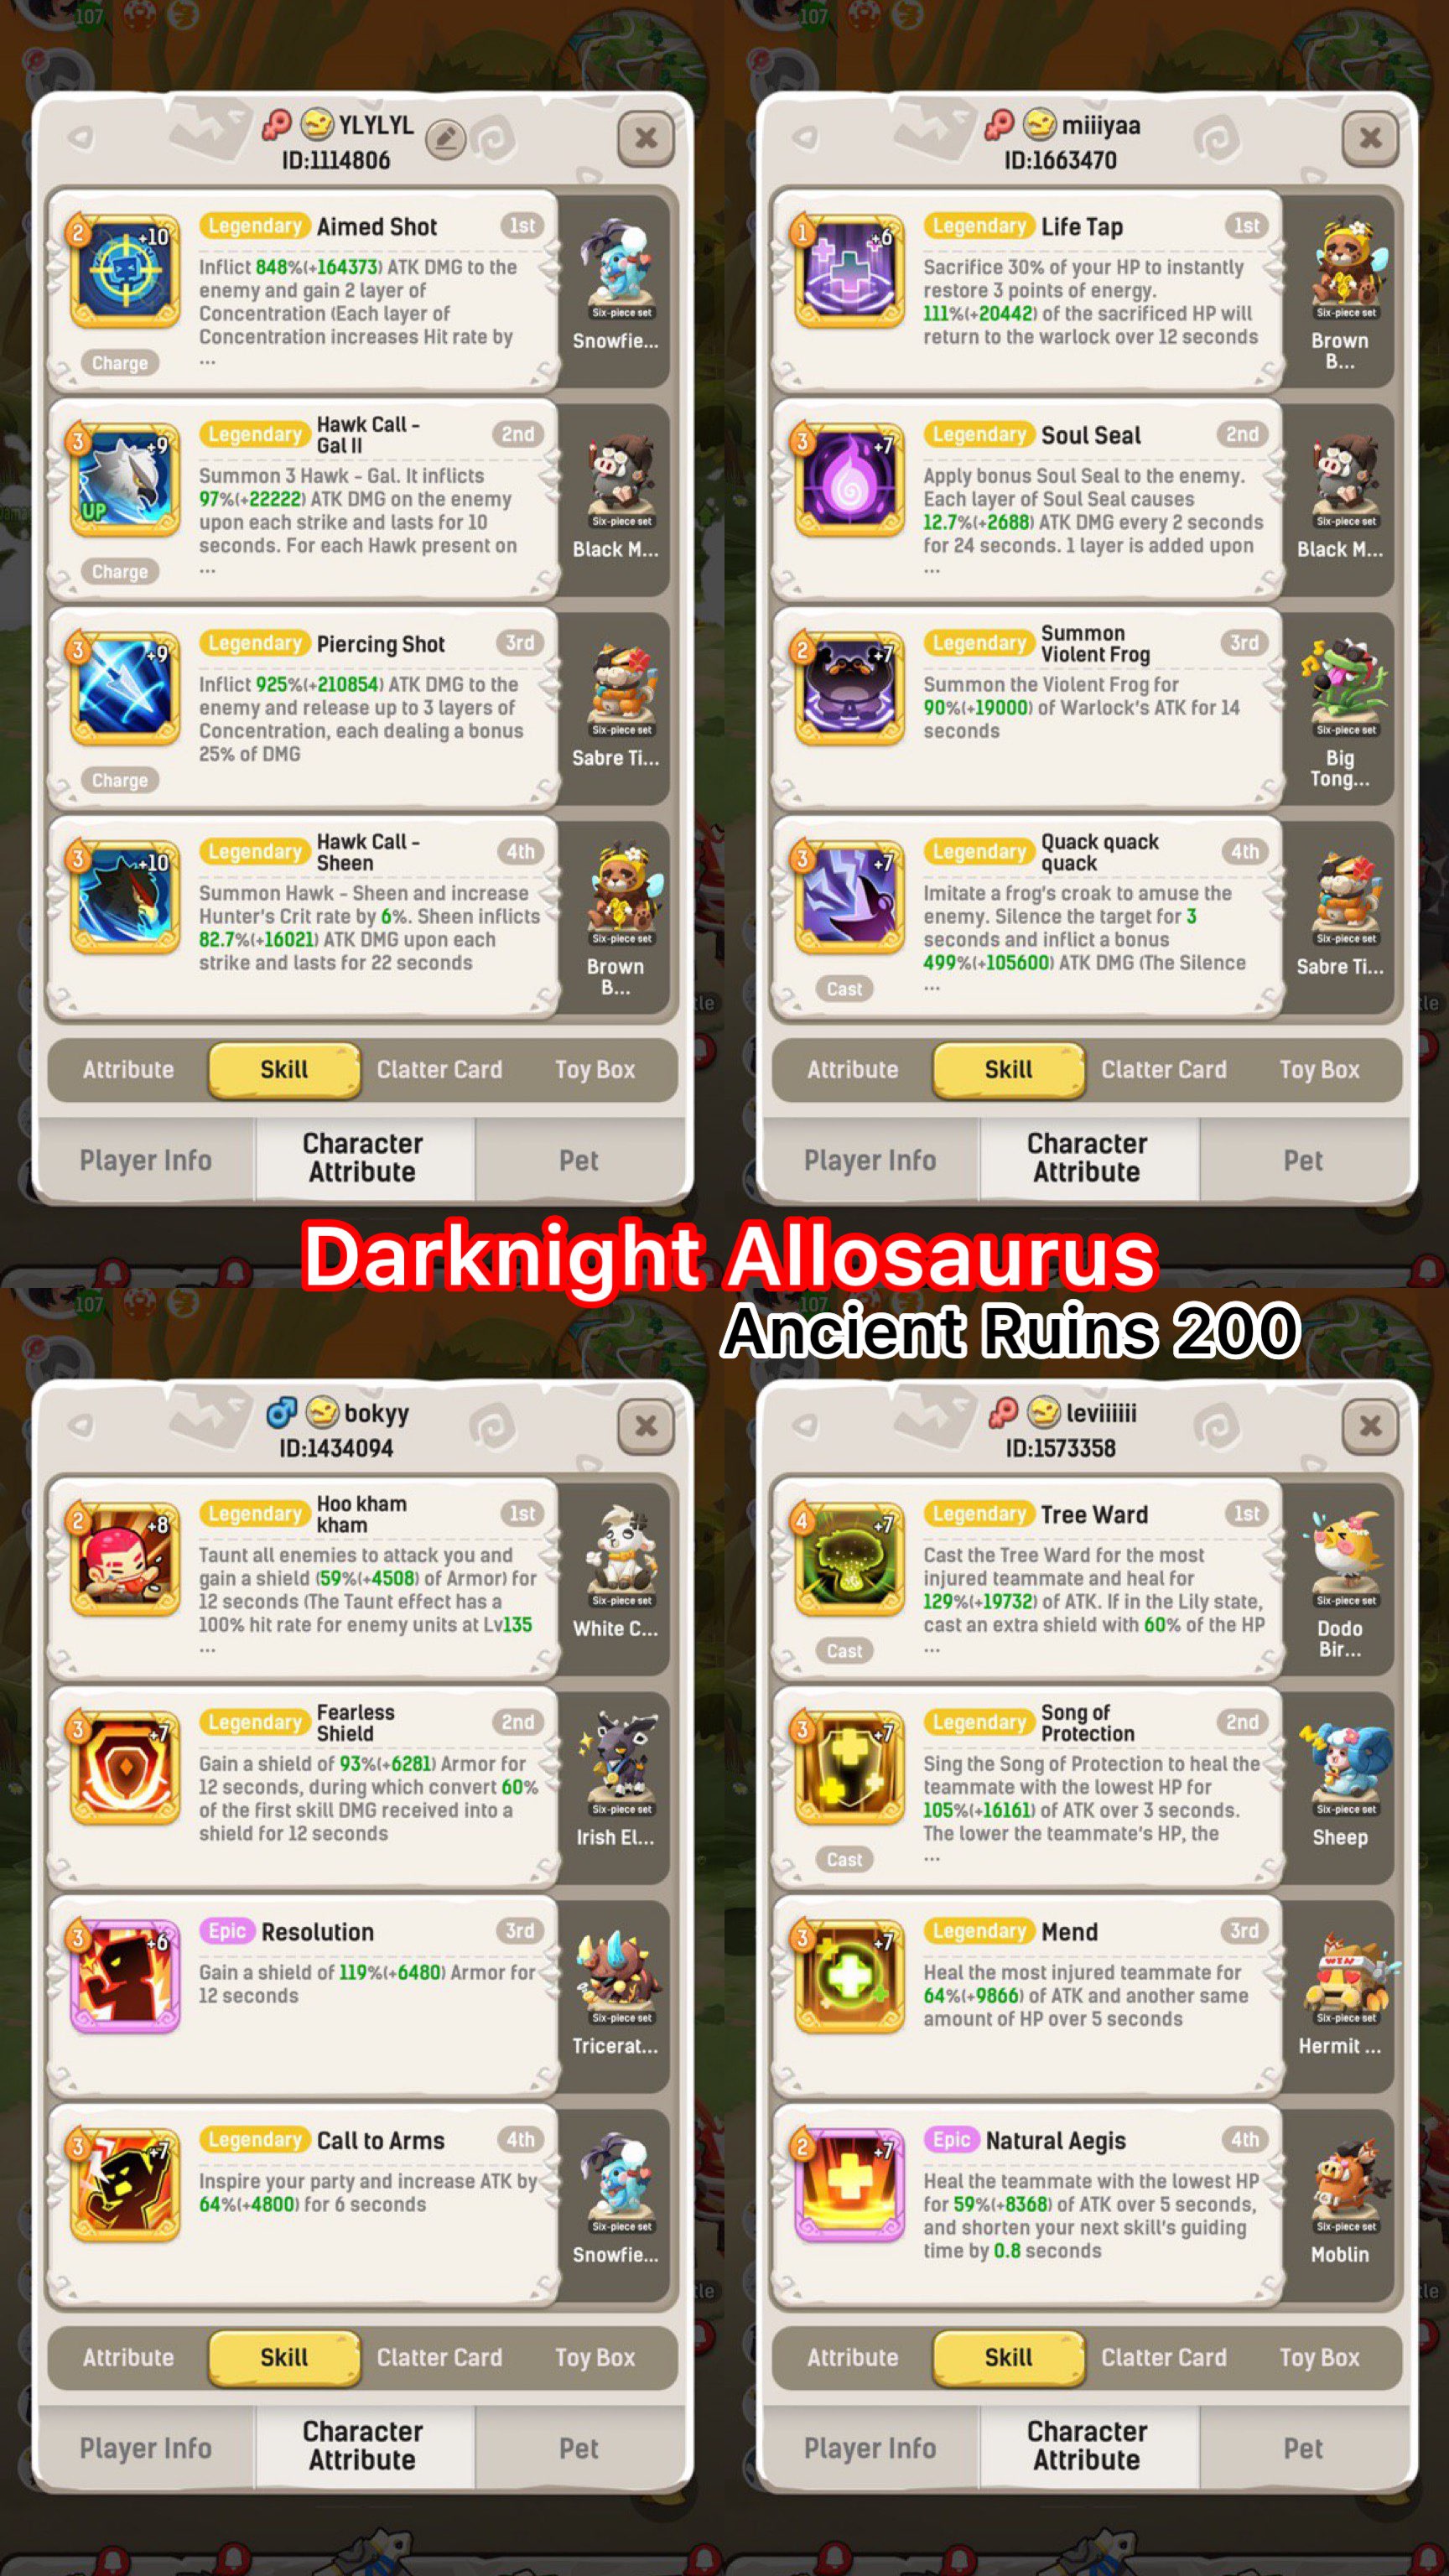 107
107
YLYLYL
ID:1114806
2
+10
Legendary Aimed Shot 1st
Inflict 848%(+164373) ATK DMG to the
enemy and gain 2 layer of
Concentration (Each layer of
Concentration increases Hit rate by
...
Charge
Six-piece set
Snowfie...
3
+9
UP
Legendary
Hawk Call -
Gal II
2nd
Summon 3 Hawk - Gal. It inflicts
97%(+22222) ATK DMG on the enemy
upon each strike and lasts for 10
seconds. For each Hawk present on
...
Charge
Six-piece set
Black M...
3
+9
Legendary Piercing Shot 3rd
Inflict 925%(+210854) ATK DMG to the
enemy and release up to 3 layers of
Concentration, each dealing a bonus
25% of DMG
Charge
Six-piece set
Sabre Ti...
3
+10
Legendary
Hawk Call -
Sheen
4th
Summon Hawk - Sheen and increase
Hunter's Crit rate by 6%. Sheen inflicts
82.7%(+16021) ATK DMG upon each
strike and lasts for 22 seconds
Six-piece set
Brown
B...
Attribute Skill Clatter Card Toy Box
Player Info
Character
Attribute
Pet
miiiyaa
ID:1663470
1
+6
Legendary Life Tap 1st
Sacrifice 30% of your HP to instantly
restore 3 points of energy.
111%(+20442) of the sacrificed HP will
return to the warlock over 12 seconds
Six-piece set
Brown
B...
3
+7
Legendary Soul Seal 2nd
Apply bonus Soul Seal to the enemy.
Each layer of Soul Seal causes
12.7%(+2688) ATK DMG every 2 seconds
for 24 seconds. 1 layer is added upon
...
Six-piece set
Black M...
2
+7
Legendary
Summon
Violent Frog
3rd
Summon the Violent Frog for
90%(+19000) of Warlock's ATK for 14
seconds
Six-piece set
Big
Tong...
3
+7
Legendary
Quack quack
quack
4th
Imitate a frog's croak to amuse the
enemy. Silence the target for 3
seconds and inflict a bonus
499%(+105600) ATK DMG (The Silence
...
Cast
Six-piece set
Sabre Ti...
Attribute Skill Clatter Card Toy Box
Player Info
Character
Attribute
Pet
Darknight Allosaurus
Ancient Ruins 200
107
107
bokyy
ID:1434094
2
+8
Legendary
Hoo kham
kham
1st
Taunt all enemies to attack you and
gain a shield (59%(+4508) of Armor) for
12 seconds (The Taunt effect has a
100% hit rate for enemy units at Lv135
...
Six-piece set
White C...
3
+7
Legendary
Fearless
Shield
2nd
Gain a shield of 93%(+6281) Armor for
12 seconds, during which convert 60%
of the first skill DMG received into a
shield for 12 seconds
Six-piece set
Irish El...
3
+6
Epic Resolution 3rd
Gain a shield of 119%(+6480) Armor for
12 seconds
Six-piece set
Tricerat...
3
+7
Legendary Call to Arms 4th
Inspire your party and increase ATK by
64%(+4800) for 6 seconds
Six-piece set
Snowfie...
Attribute Skill Clatter Card Toy Box
Player Info
Character
Attribute
Pet
leviiiiii
ID:1573358
4
+7
Legendary Tree Ward 1st
Cast the Tree Ward for the most
injured teammate and heal for
129%(+19732) of ATK. If in the Lily state,
cast an extra shield with 60% of the HP
...
Cast
Six-piece set
Dodo
Bir...
3
+7
Legendary
Song of
Protection
2nd
Sing the Song of Protection to heal the
teammate with the lowest HP for
105%(+16161) of ATK over 3 seconds.
The lower the teammate's HP, the
...
Cast
Six-piece set
Sheep
3
+7
Legendary Mend 3rd
Heal the most injured teammate for
64%(+9866) of ATK and another same
amount of HP over 5 seconds
WIN
Six-piece set
Hermit ...
2
+7
Epic Natural Aegis 4th
Heal the teammate with the lowest HP
for 59%(+8368) of ATK over 5 seconds,
and shorten your next skill's guiding
time by 0.8 seconds
Six-piece set
Moblin
Attribute Skill Clatter Card Toy Box
Player Info
Character
Attribute
Pet